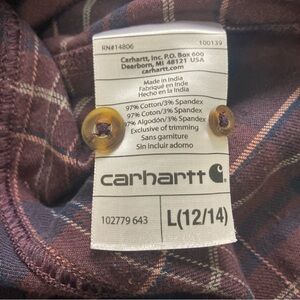 RN#14806 100139
Carhartt, Inc. P.O. Box 600
Dearborn, MI 48121 USA
carhartt.com
Made in India
Fabriqué en Inde
Hecho en la India
97% Cotton/3% Spandex
97% Coton/3% Spandex
97% Algodón/3% Spandex
Exclusive of trimming
Sans garniture
Sin incluir adorno
carhartt
102779 643 L(12/14)